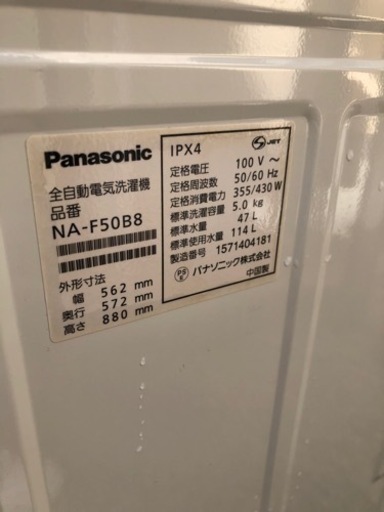 Panasonic
全自動電気洗濯機
品番
NA-F50B8
外形寸法
幅 562 mm
奥行 572 mm
高さ 880 mm
IPX4
S JET
定格電圧 100 V ~
定格周波数 50/60 Hz
定格消費電力 355/430 W
標準洗濯容量 5.0 kg
標準水量 47 L
標準使用水量 114 L
製造番号 1571404181
PS E パナソニック株式会社
中国製